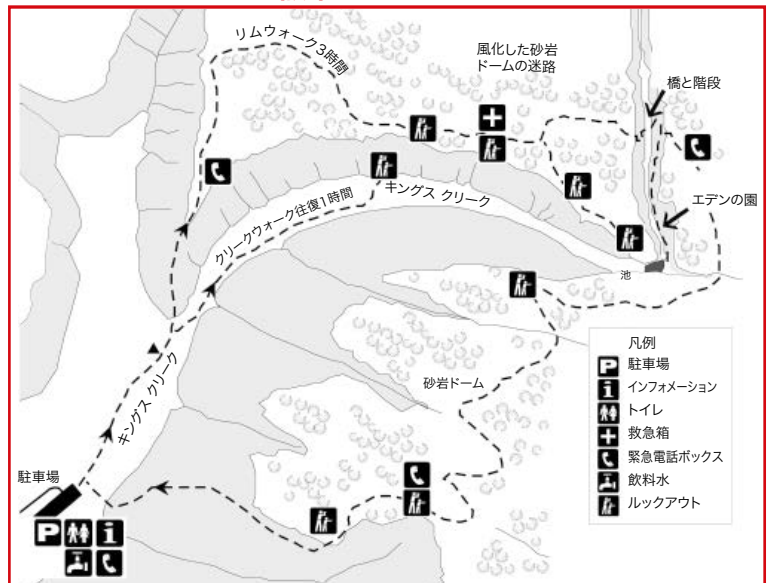 リムウォーク3時間
風化した砂岩
ドームの迷路
橋と階段
エデンの園
キングス クリーク
クリークウォーク往復1時間
池
キングス クリーク
砂岩ドーム
駐車場
P
i
凡例
P 駐車場
i インフォメーション
トイレ
救急箱
緊急電話ボックス
飲料水
ルックアウト